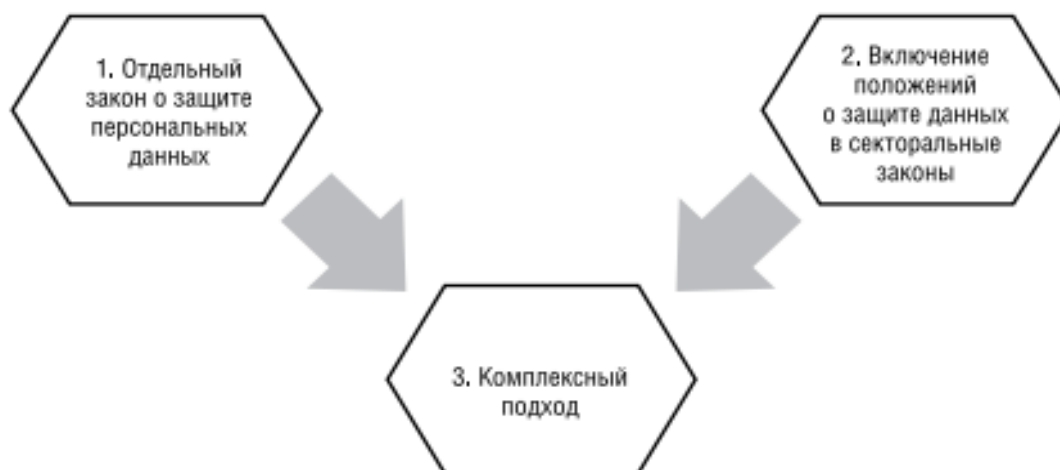 1. Отдельный
закон о защите
персональных
данных
2. Включение
положений
о защите данных
в секторальные
законы
3. Комплексный
подход